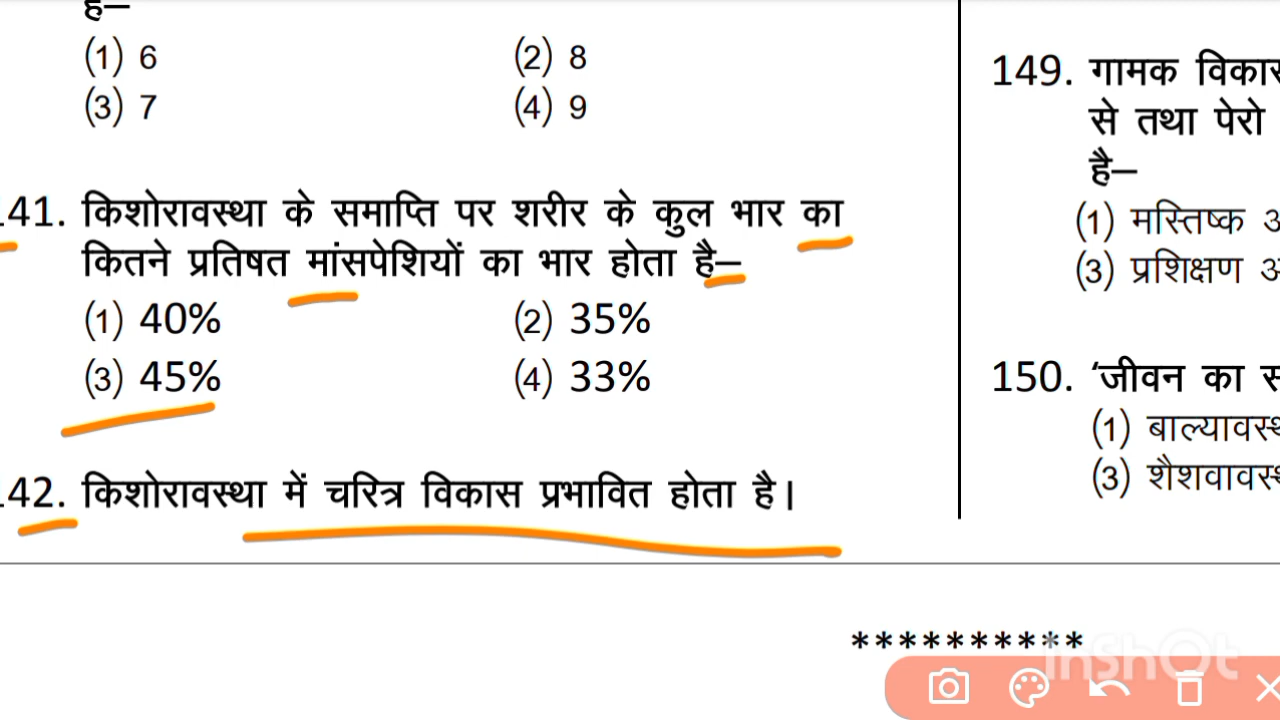 है–
(1) 6 (2) 8
(3) 7 (4) 9
141. किशोरावस्था के समाप्ति पर शरीर के कुल भार का
कितने प्रतिषत मांसपेशियों का भार होता है–
(1) 40% (2) 35%
(3) 45% (4) 33%
142. किशोरावस्था में चरित्र विकास प्रभावित होता है।
149. गामक विकास
से तथा पेरो
है–
(1) मस्तिष्क
(3) प्रशिक्षण
150. ‘जीवन का
(1) बाल्यावस्
(3) शैशवावस्
**********
InShOt